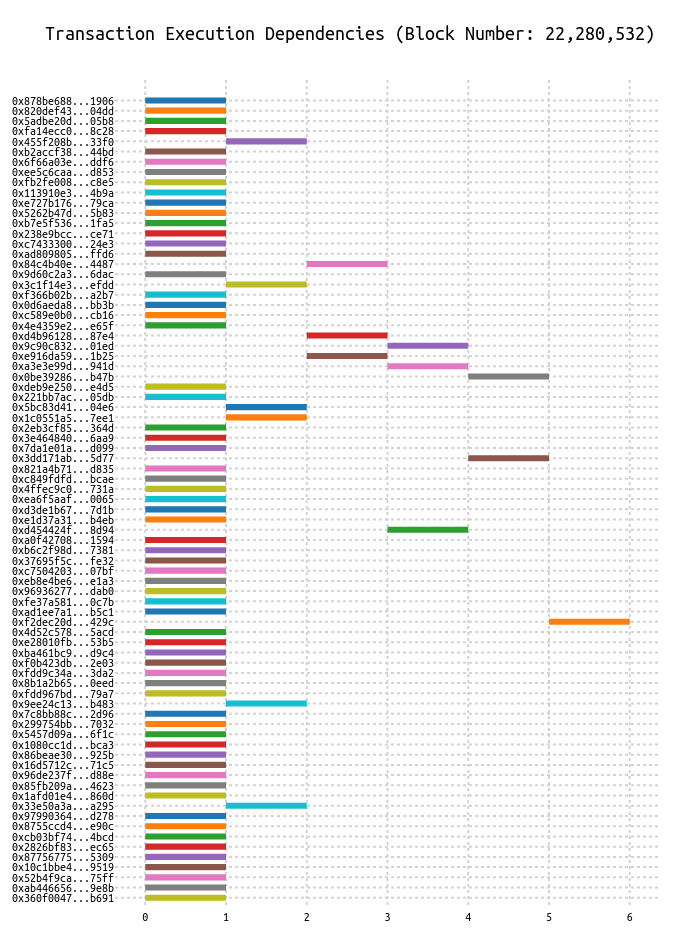 Transaction Execution Dependencies (Block Number: 22,280,532)
0x878be688...1906
0x820def43...04dd
0x5adbe20d...05b8
0xfa14ecc0...8c28
0x455f208b...33f0
0xb2accf38...44bd
0x6f66a03e...ddf6
0xee5c6caa...d853
0xfb2fe008...c8e5
0x113910e3...4b9a
0xe727b176...79ca
0x5262b47d...5b83
0xb7e5f536...1fa5
0x238e9bcc...ce71
0xc7433300...24e3
0xad809805...ffd6
0x84c4b40e...4487
0x9d60c2a3...6dac
0x3c1f14e3...efdd
0xf366b02b...a2b7
0x0d6aeda8...bb3b
0xc589e0b0...cb16
0x4e4359e2...e65f
0xd4b96128...87e4
0x9c90c832...01ed
0xe916da59...1b25
0xa3e3e99d...941d
0x0be39286...b47b
0xdeb9e250...e4d5
0x221bb7ac...05db
0x5bc83d41...04e6
0x1c0551a5...7ee1
0x2eb3cf85...364d
0x3e464840...6aa9
0x7da1e01a...d099
0x3dd171ab...5d77
0x821a4b71...d835
0xc849fdfd...bcae
0x4ffec9c0...731a
0xea6f5aaf...0065
0xd3de1b67...7d1b
0xe1d37a31...b4eb
0xd454424f...8d94
0xa0f42708...1594
0xb6c2f98d...7381
0x37695f5c...fe32
0xc7504203...07bf
0xeb8e4be6...e1a3
0x96936277...dab0
0xfe37a581...0c7b
0xad1ee7a1...b5c1
0xf2dec20d...429c
0x4d52c578...5acd
0xe28010fb...53b5
0xba461bc9...d9c4
0xf0b423db...2e03
0xfdd9c34a...3da2
0x8b1a2b65...0eed
0xfdd967bd...79a7
0x9ee24c13...b483
0x7c8bb88c...2d96
0x299754bb...7032
0x5457d09a...6f1c
0x1080cc1d...bca3
0x86beae30...925b
0x16d5712c...71c5
0x96de237f...d88e
0x85fb209a...4623
0x1afd01e4...860d
0x33e50a3a...a295
0x97990364...d278
0x8755ccd4...e90c
0xcb03bf74...4bcd
0x2826bf83...ec65
0x87756775...5309
0x10c1bbe4...9519
0x52b4f9ca...75ff
0xab446656...9e8b
0x360f0047...b691
0 1 2 3 4 5 6